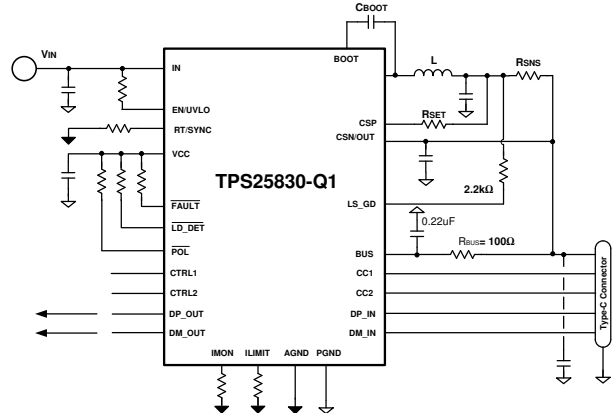 CBOOT
VIN
BOOT
L
RSNS
IN
EN/UVLO
CSP
RSET
RT/SYNC
CSN/OUT
VCC
TPS25830-Q1
2.2kΩ
FAULT
LS_GD
LD_DET
0.22uF
POL
BUS
RBUS= 100Ω
CTRL1
CC1
CTRL2
CC2
DP_OUT
DP_IN
DM_OUT
DM_IN
Type-C Connector
IMON
ILIMIT
AGND
PGND